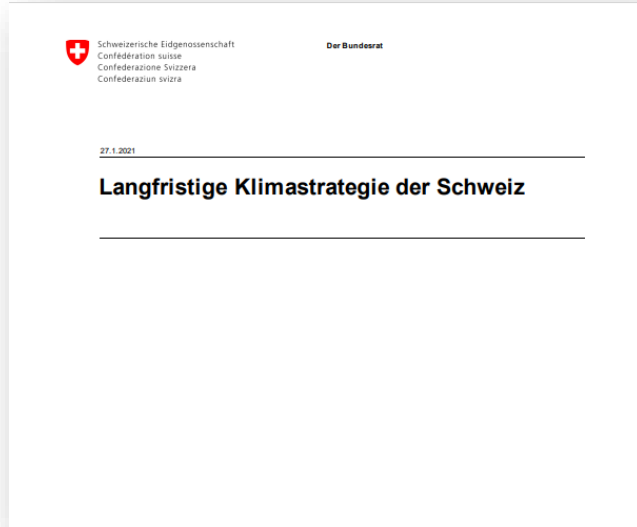 Schweizerische Eidgenossenschaft
Confédération suisse
Confederazione Svizzera
Confederaziun svizra
Der Bundesrat
27.1.2021
Langfristige Klimastrategie der Schweiz